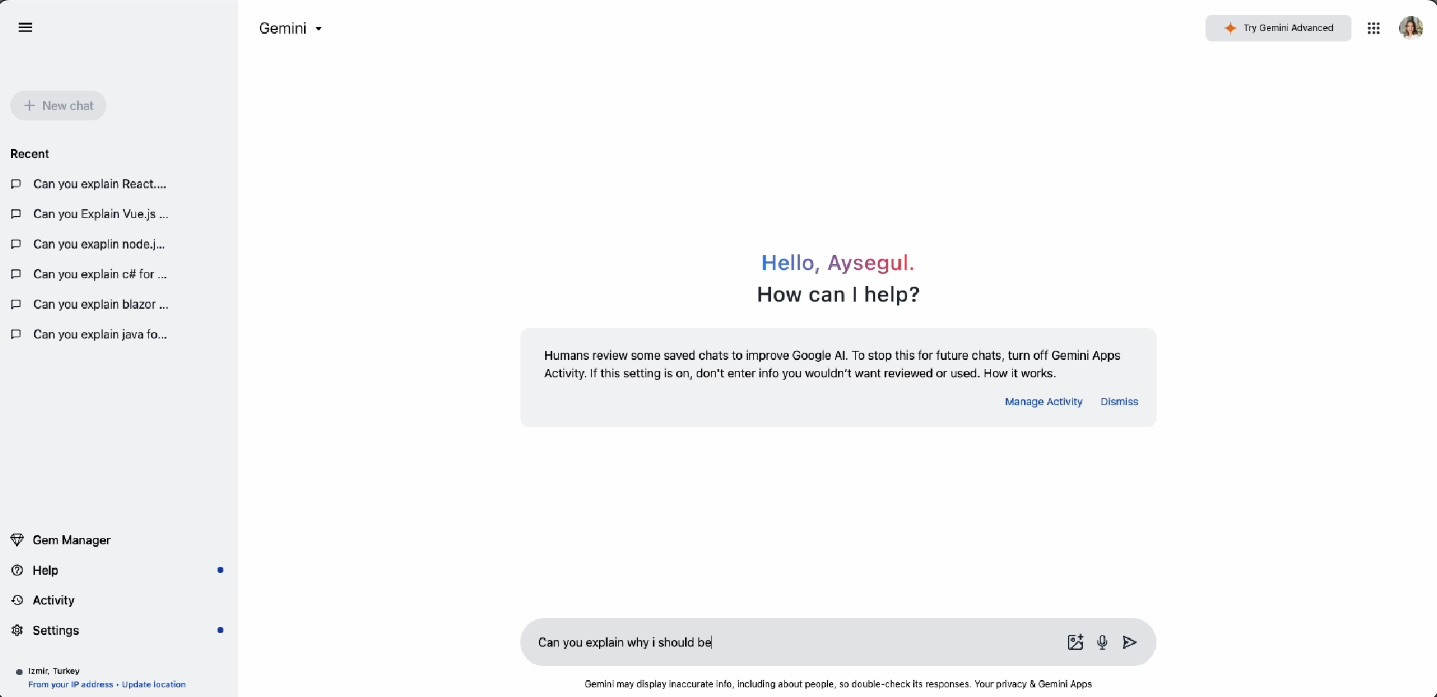 Gemini
Try Gemini Advanced
New chat
Recent
Can you explain React....
Can you Explain Vue.js ...
Can you exaplin node.j...
Can you explain c# for ...
Can you explain blazor ...
Can you explain java fo...
Hello, Aysegul.
How can I help?
Humans review some saved chats to improve Google AI. To stop this for future chats, turn off Gemini Apps
Activity. If this setting is on, don't enter info you wouldn't want reviewed or used. How it works.
Manage Activity Dismiss
Gem Manager
Help
Activity
Settings
Izmir, Turkey
From your IP address • Update location
Can you explain why i should be
Gemini may display inaccurate info, including about people, so double-check its responses. Your privacy & Gemini Apps